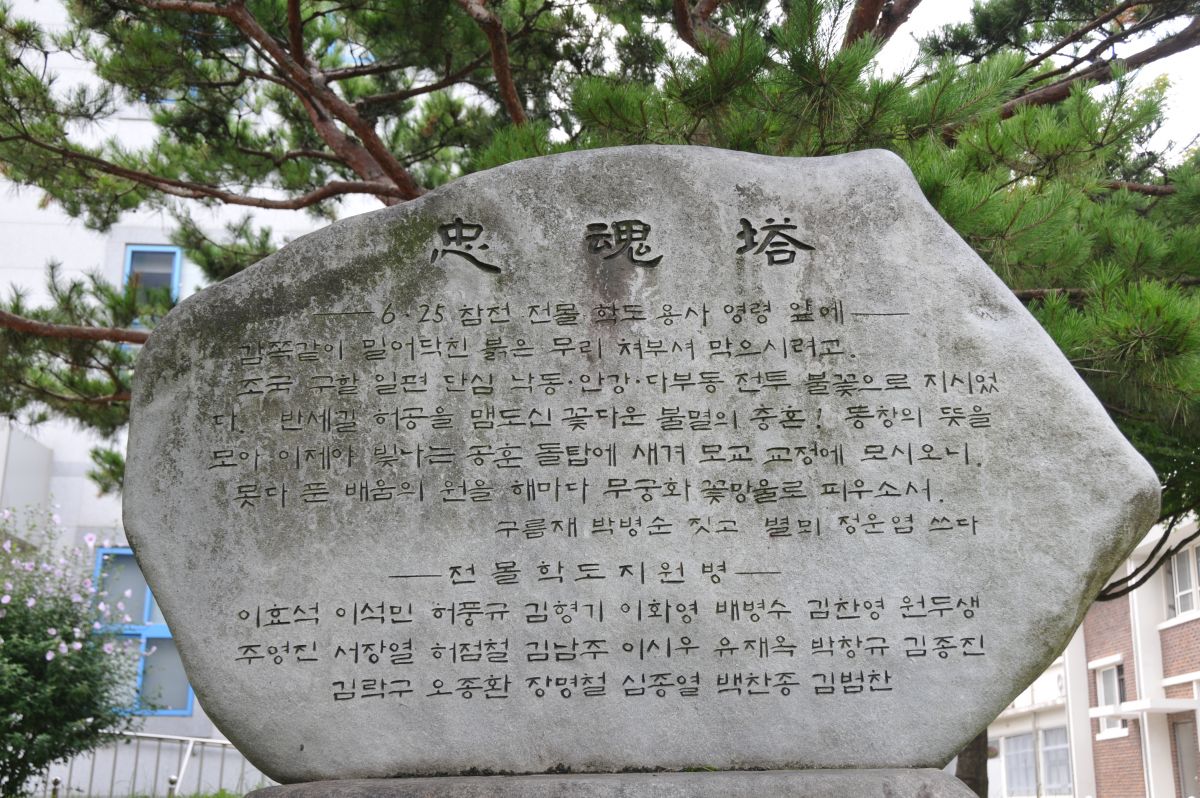 忠魂塔
—6·25 참전 전몰 학도 용사 영령 앞에—
감쪽같이 밀어닥친 붉은 무리 쳐부셔 막으시려고.
조국 구할 일편 단심 낙동·안강·다부동 전투 불꽃으로 지시었
다. 반세길 허공을 맴도신 꽃다운 불멸의 충혼! 똥창의 뜻을
모아 이제야 빛나는 공훈 돌탑에 새겨 모교 교정에 모시오니.
못다 푼 배움의 원을 해마다 무궁화 꽃망울로 피우소서.
구름재 박병순 짓고 별뫼 정운염 쓰다
—전몰학도지원병—
이효석 이석민 허풍규 김형기 이화영 배병수 김찬영 원두생
주영진 서장열 허점철 김남주 이시우 유재옥 박창규 김종진
김락구 오종환 장명철 심종열 백찬종 김범찬